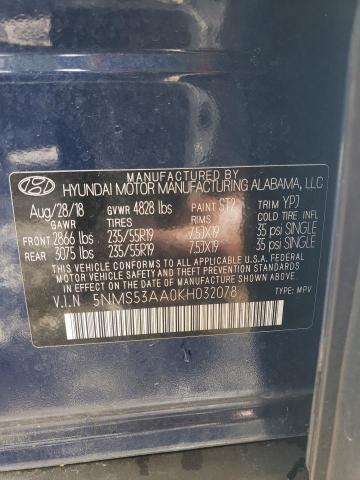 MANUFACTURED BY
HYUNDAI MOTOR MANUFACTURING ALABAMA, LLC
Aug/28/18 GVWR 4828 lbs PAINT ST2 TRIM YPJ
GAWR TIRES RIMS COLD TIRE INFLATION
FRONT 2866 lbs 235/55R19 7.5JX19 35 psi SINGLE
REAR 3075 lbs 235/55R19 7.5JX19 35 psi SINGLE
THIS VEHICLE CONFORMS TO ALL APPLICABLE U.S.A. FEDERAL
MOTOR VEHICLE SAFETY, BUMPER, AND THEFT PREVENTION
STANDARDS IN EFFECT ON THE DATE OF MANUFACTURE SHOWN ABOVE.
V.I.N 5NMS53AA0KH032078 TYPE: MPV